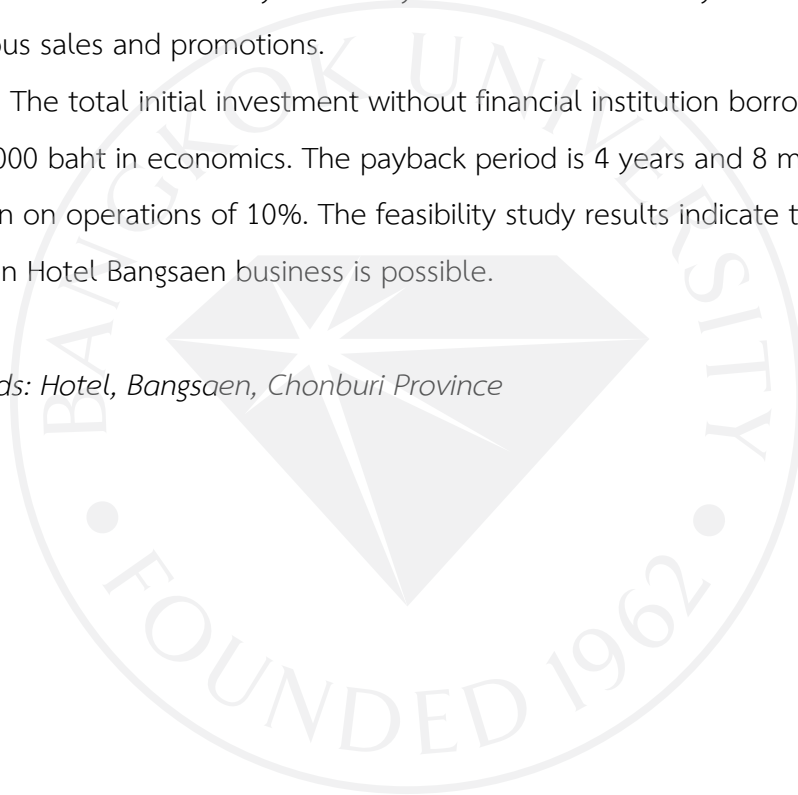 ous sales and promotions.
The total initial investment without financial institution borro
000 baht in economics. The payback period is 4 years and 8 m
n on operations of 10%. The feasibility study results indicate t
n Hotel Bangsaen business is possible.
ds: Hotel, Bangsaen, Chonburi Province
BANGKOK UNIVERSITY
• FOUNDED 1962 •